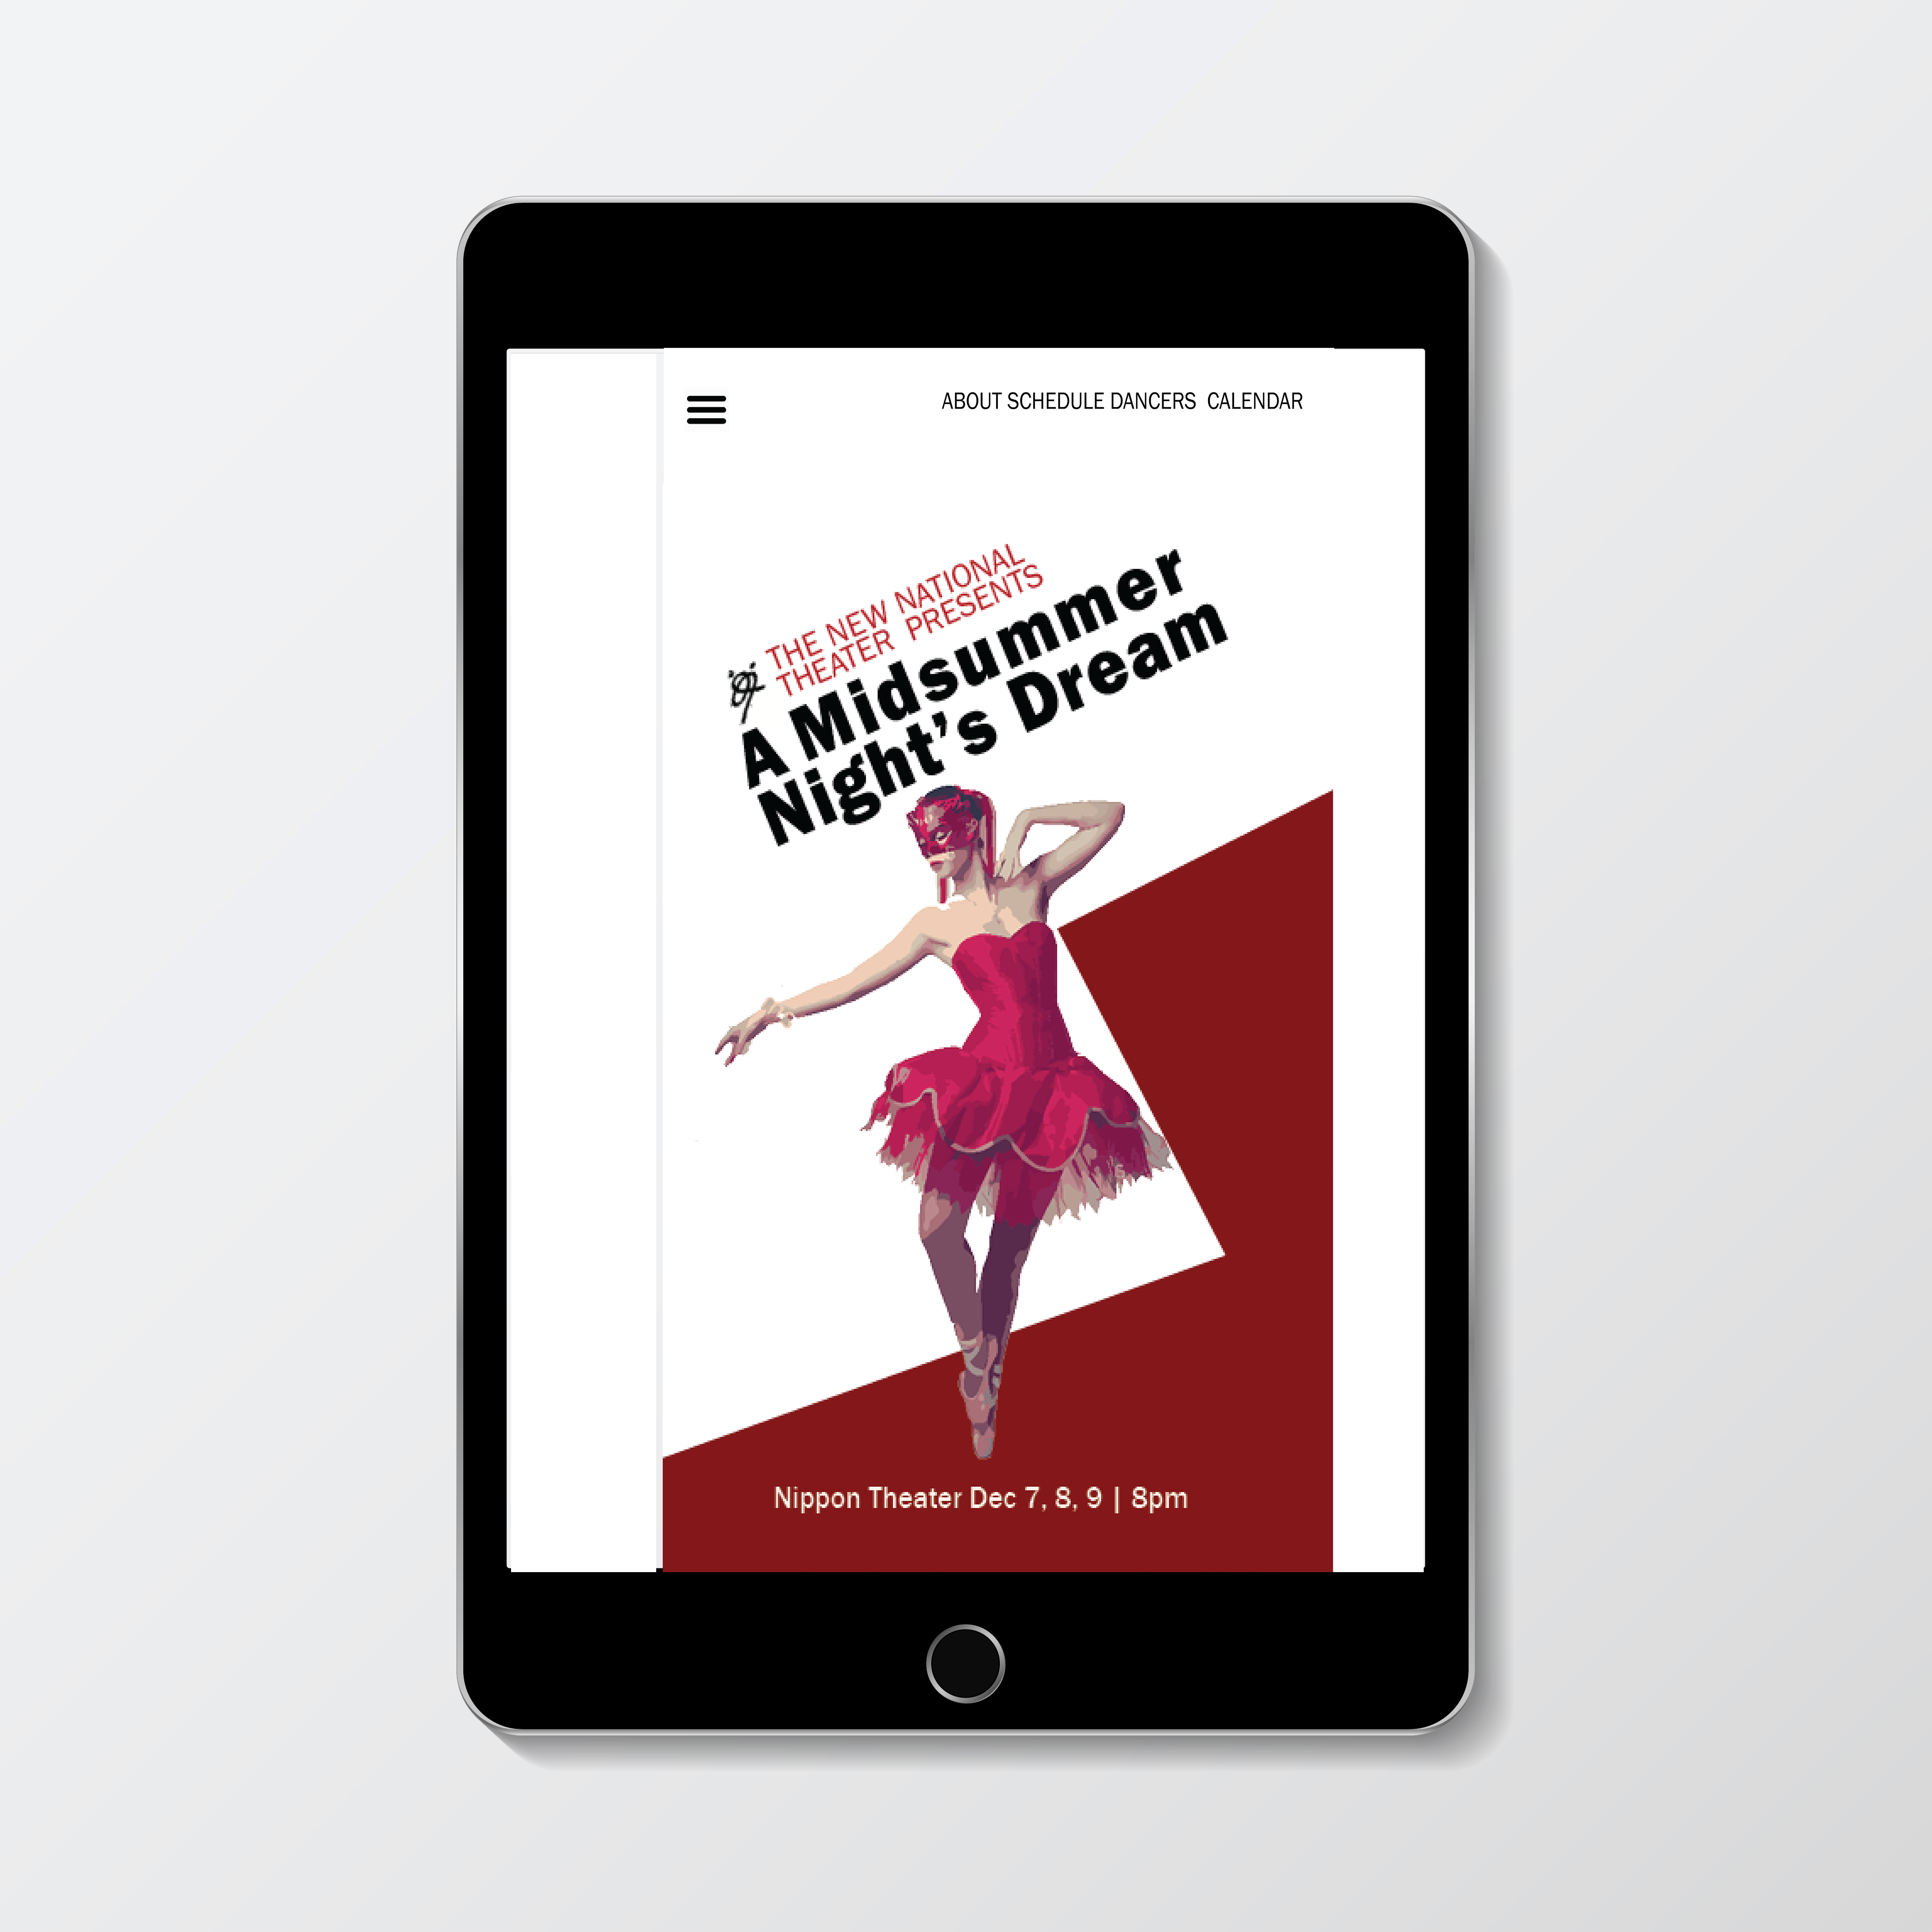 ABOUT SCHEDULE DANCERS CALENDAR
THE NEW NATIONAL
THEATER PRESENTS
A Midsummer
Night's Dream
Nippon Theater Dec 7, 8, 9 | 8pm